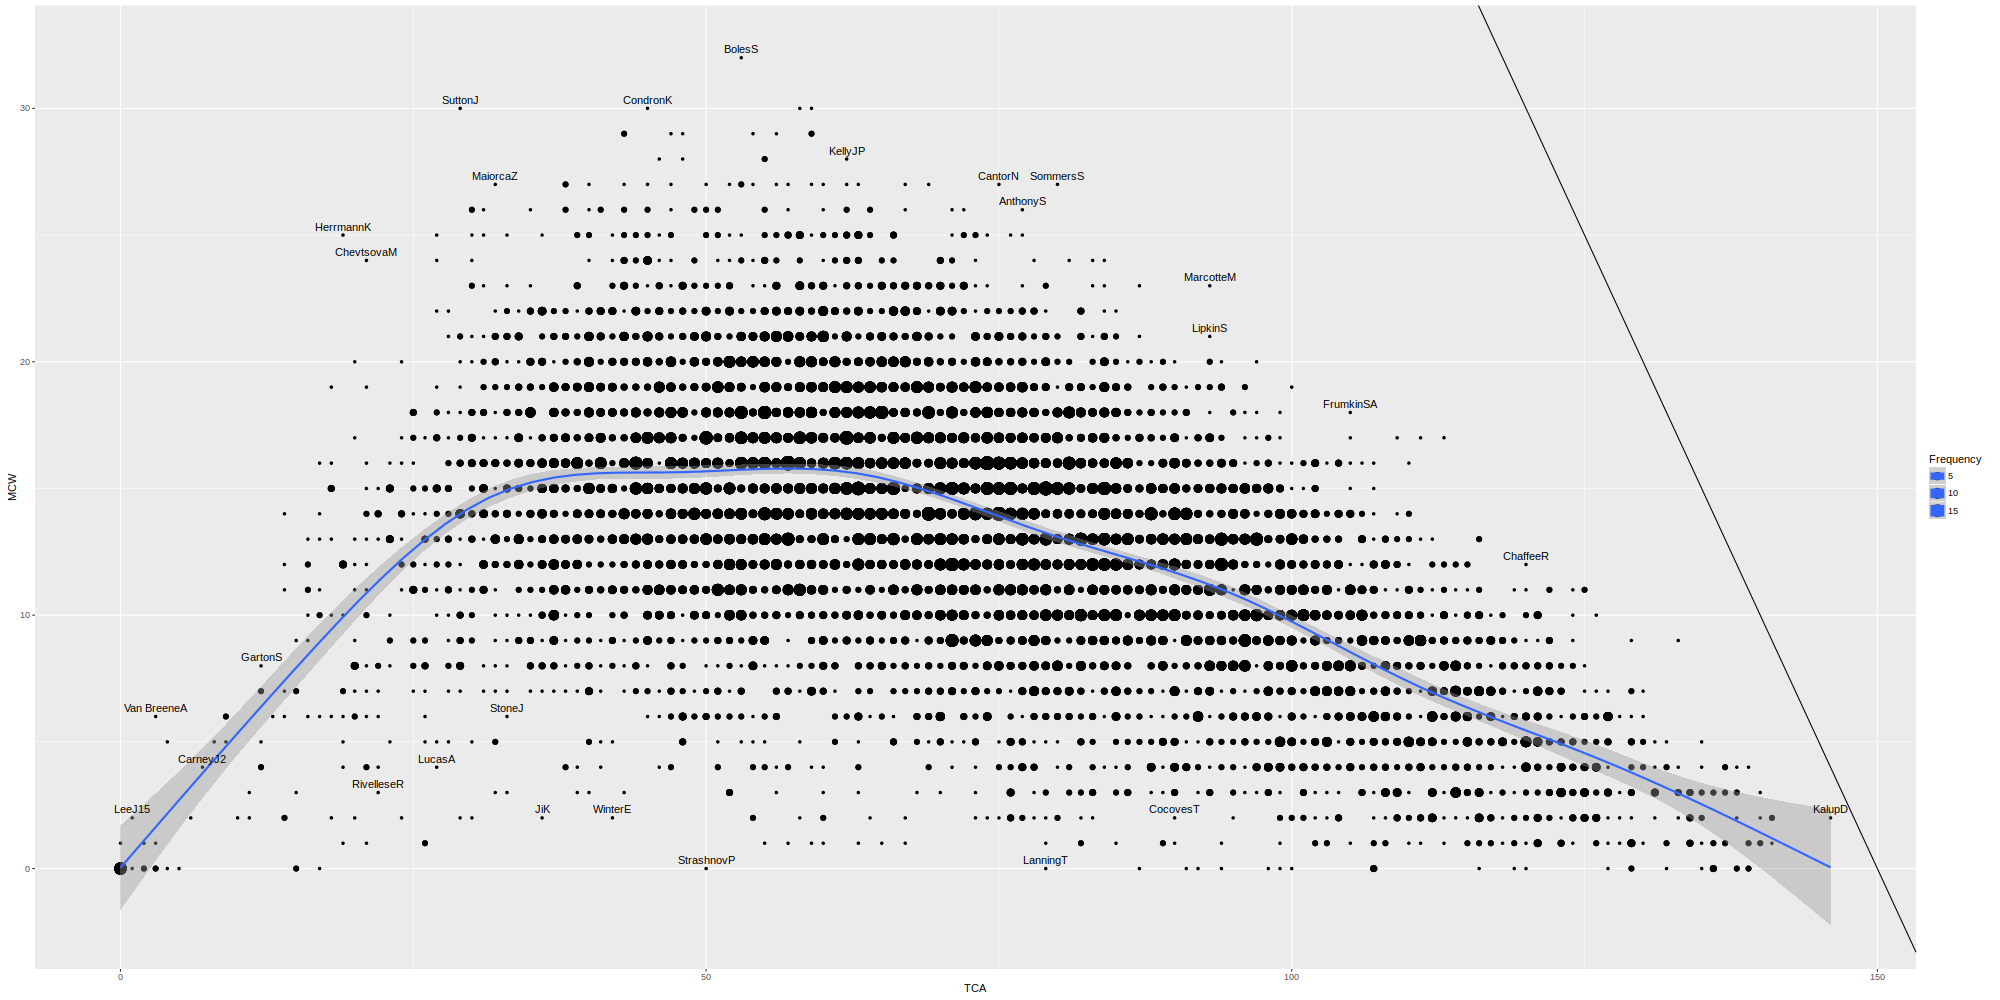 BolesS
SuttonJ
CondronK
30
KellyJP
MaiorcaZ
CantorN
SommersS
AnthonyS
HerrmannK
ChevtsovaM
MarcotteM
LipkinS
20
FrumkinSA
Frequency
5
10
15
MCW
ChaffeeR
10
GartonS
Van BreeneA
StoneJ
CarneyJ2
LucasA
RivelleseR
LeeJ15
JiK
WinterE
CocovesT
KalupD
StrashnovP
LanningT
0
0
50
100
150
TCA